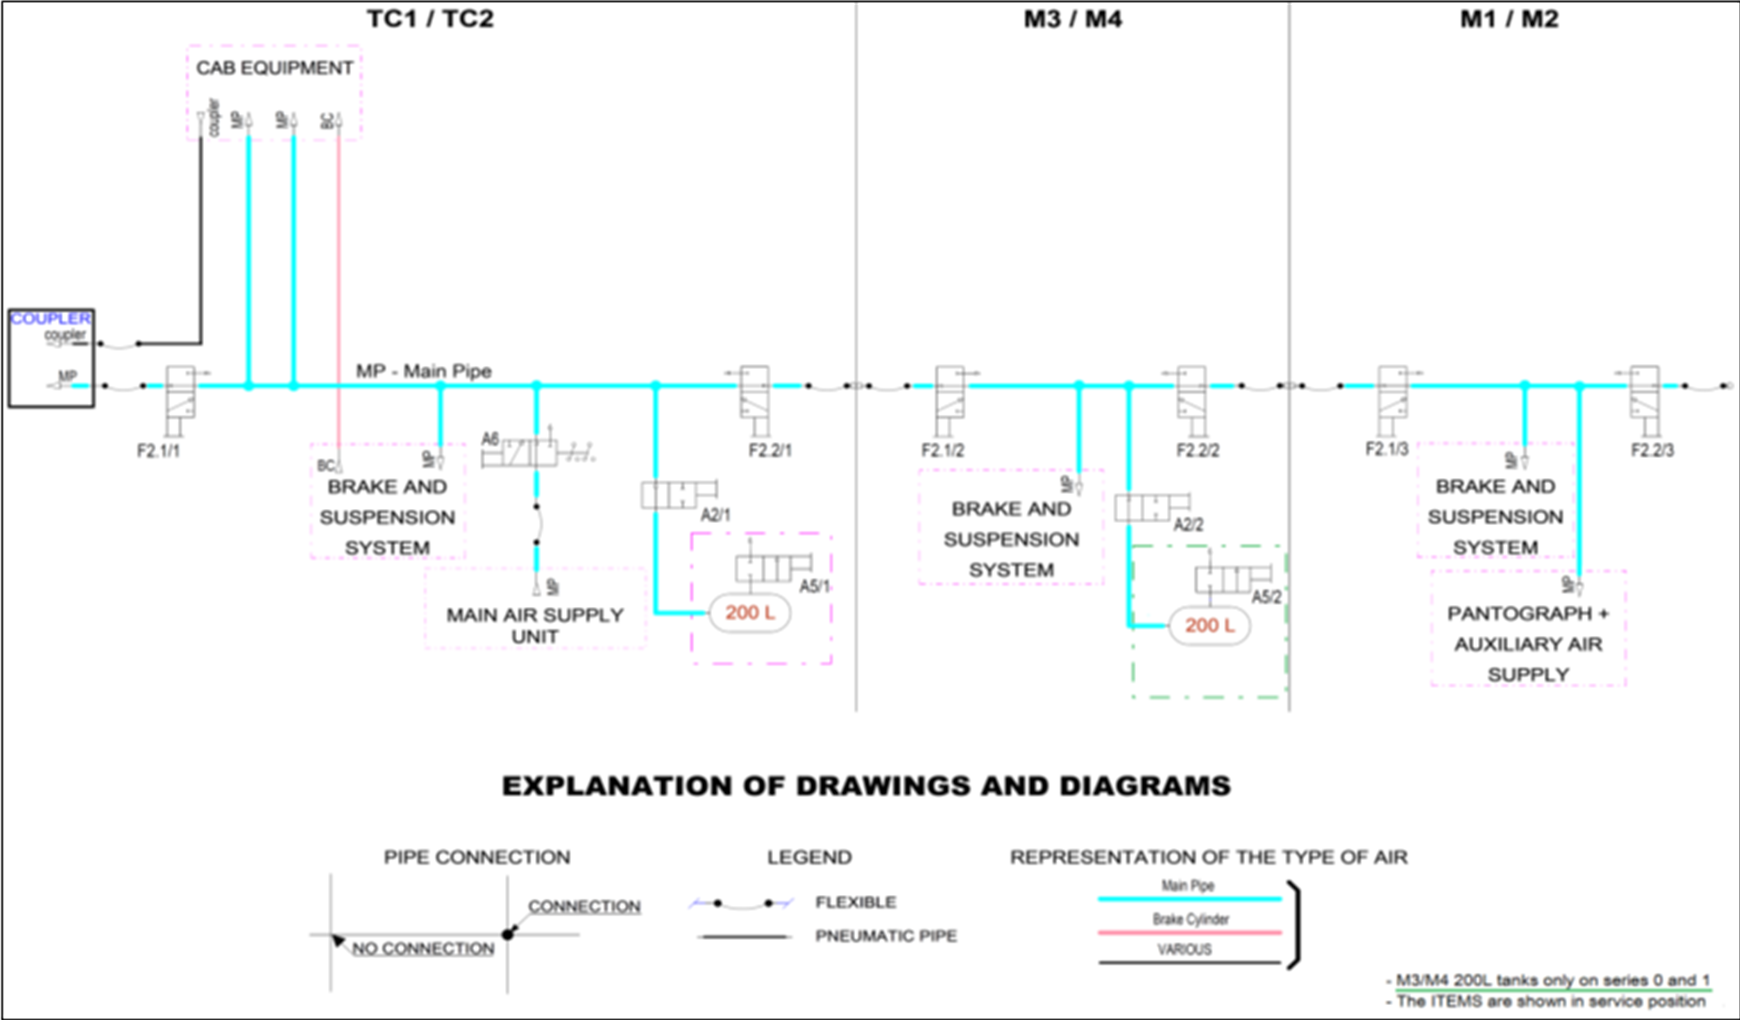 TC1 / TC2
M3 / M4
M1 / M2
CAB EQUIPMENT
coupler
MP
MP
BC
COUPLER
coupler
MP
MP - Main Pipe
F2.1/1
A6
F2.2/1
F2.1/2
F2.2/2
F2.1/3
F2.2/3
BC
MP
BRAKE AND
SUSPENSION
SYSTEM
A2/1
MP
MAIN AIR SUPPLY
UNIT
A5/1
200 L
MP
BRAKE AND
SUSPENSION
SYSTEM
A2/2
A5/2
200 L
MP
BRAKE AND
SUSPENSION
SYSTEM
MP
PANTOGRAPH +
AUXILIARY AIR
SUPPLY
EXPLANATION OF DRAWINGS AND DIAGRAMS
PIPE CONNECTION
CONNECTION
NO CONNECTION
LEGEND
FLEXIBLE
PNEUMATIC PIPE
REPRESENTATION OF THE TYPE OF AIR
Main Pipe
Brake Cylinder
VARIOUS
- M3/M4 200L tanks only on series 0 and 1
- The ITEMS are shown in service position